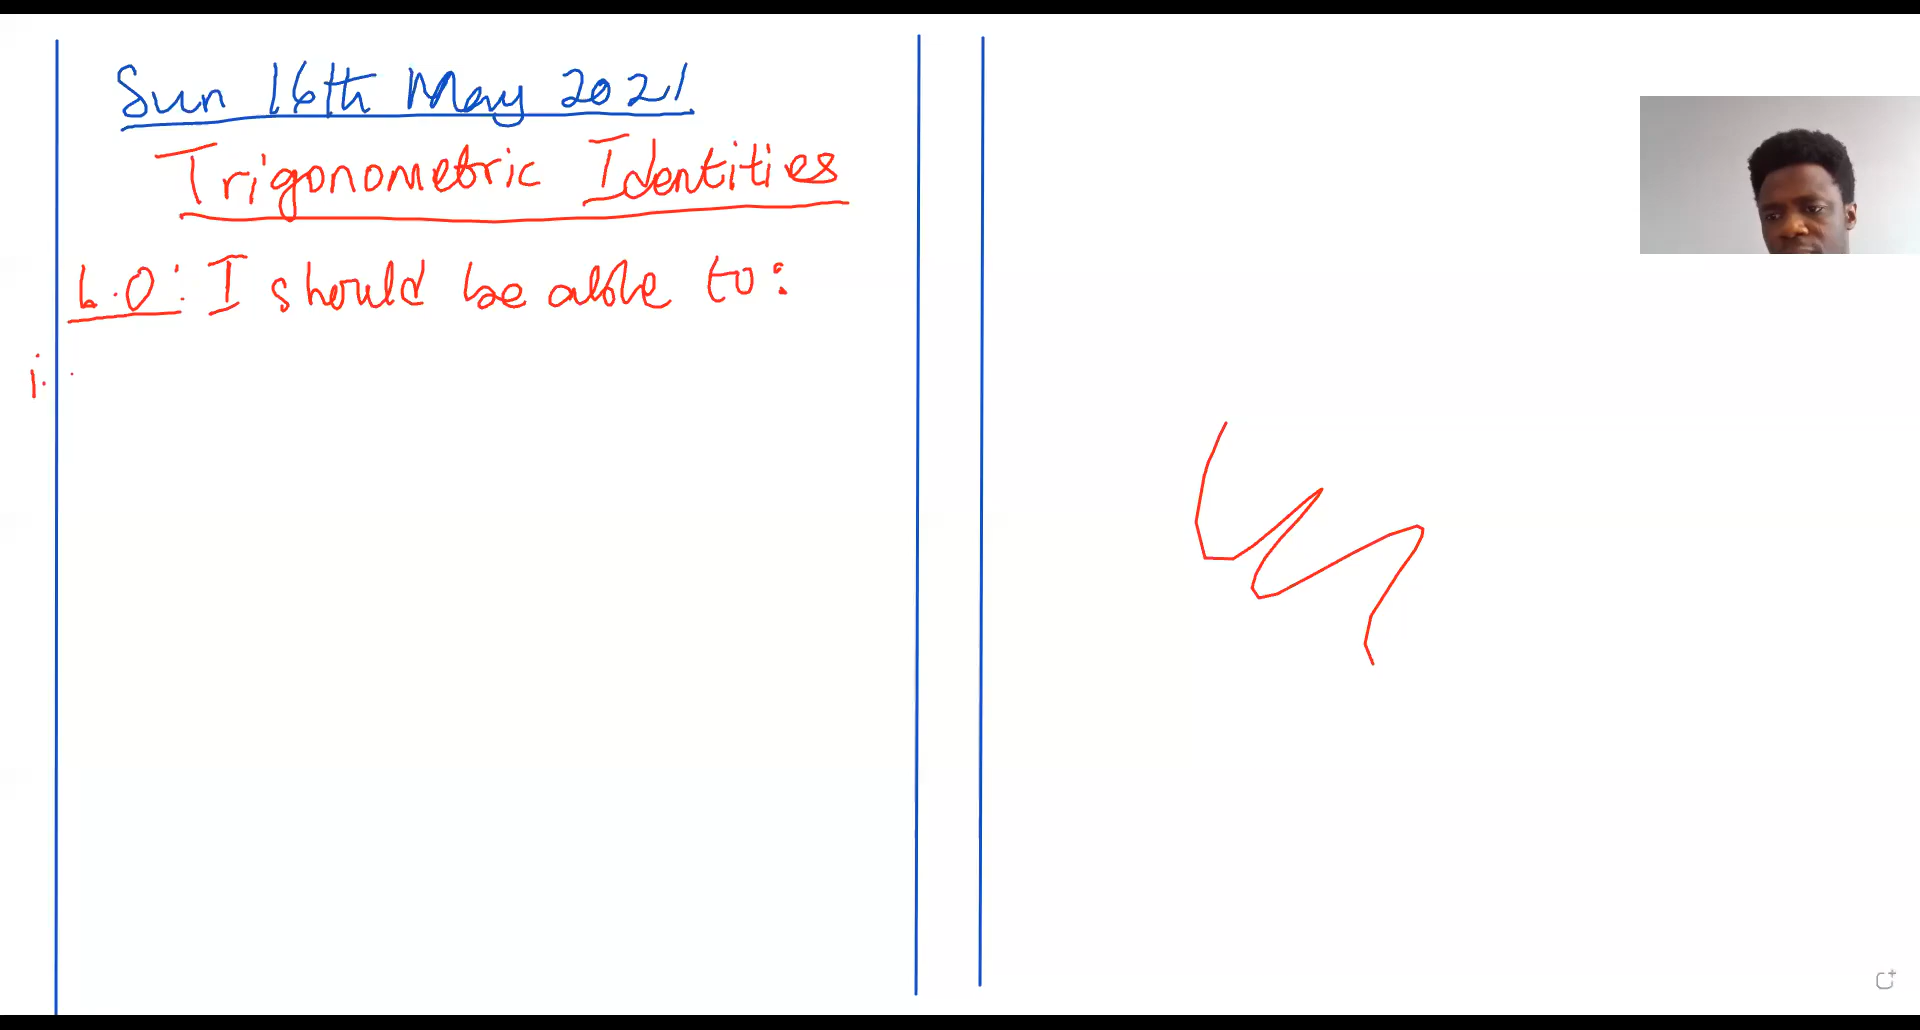 Sun 16th May 2021
Trigonometric Identities
L.O: I should be able to:
i.